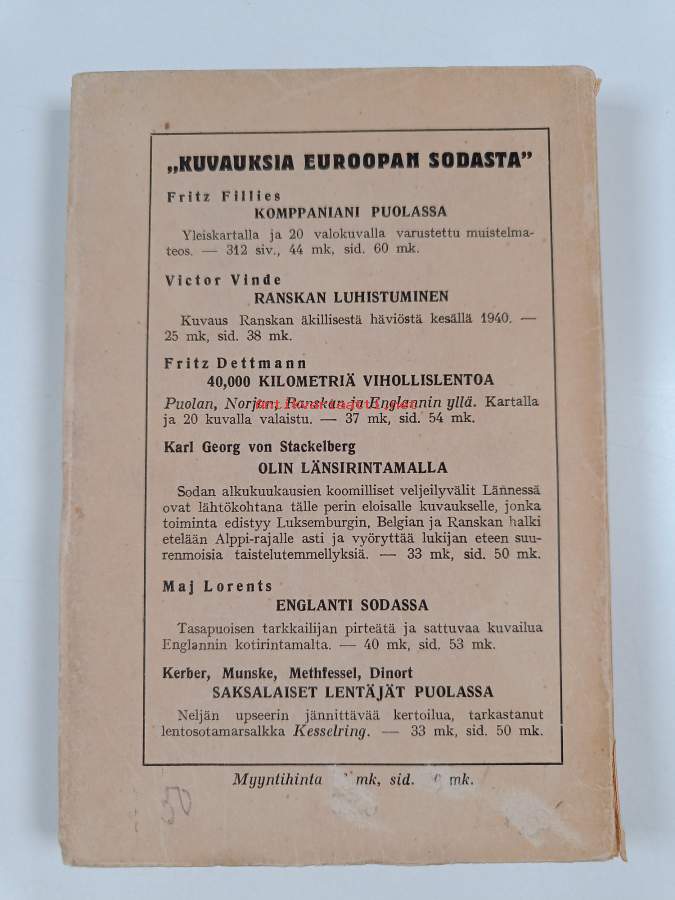 „KUVAUKSIA EUROOPAN SODASTA”
Fritz Fillies
KOMPPANIANI PUOLASSA
Yleiskartalla ja 20 valokuvalla varustettu muistelma-
teos. — 312 siv., 44 mk, sid. 60 mk.
Victor Vinde
RANSKAN LUHISTUMINEN
Kuvaus Ranskan äkillisestä häviöstä kesällä 1940. —
25 mk, sid. 38 mk.
Fritz Dettmann
40,000 KILOMETRIÄ VIHOLLISLENTOA
Puolan, Norjan, Ranskan ja Englannin yllä. Kartalla
ja 20 kuvalla valaistu. — 37 mk, sid. 54 mk.
Karl Georg von Stackelberg
OLIN LÄNSIRINTAMALLA
Sodan alkukuukausien koomilliset veljeilyvälit Lännessä
ovat lähtökohtana tälle perin eloisalle kuvaukselle, jonka
toiminta edistyy Luksemburgin, Belgian ja Ranskan halki
etelään Alppi-rajalle asti ja vyöryttää lukijan eteen suu-
renmoisia taistelutemmellyksiä. — 33 mk, sid. 50 mk.
Maj Lorents
ENGLANTI SODASSA
Tasapuoisen tarkkailijan pirteätä ja sattuvaa kuvailua
Englannin kotirintamalta. — 40 mk, sid. 53 mk.
Kerber, Munske, Methfessel, Dinort
SAKSALAISET LENTÄJÄT PUOLASSA
Neljän upseerin jännittävää kertoilua, tarkastanut
lentosotamarsalkka Kesselring. — 33 mk, sid. 50 mk.
Myyntihinta mk, sid. mk.
50